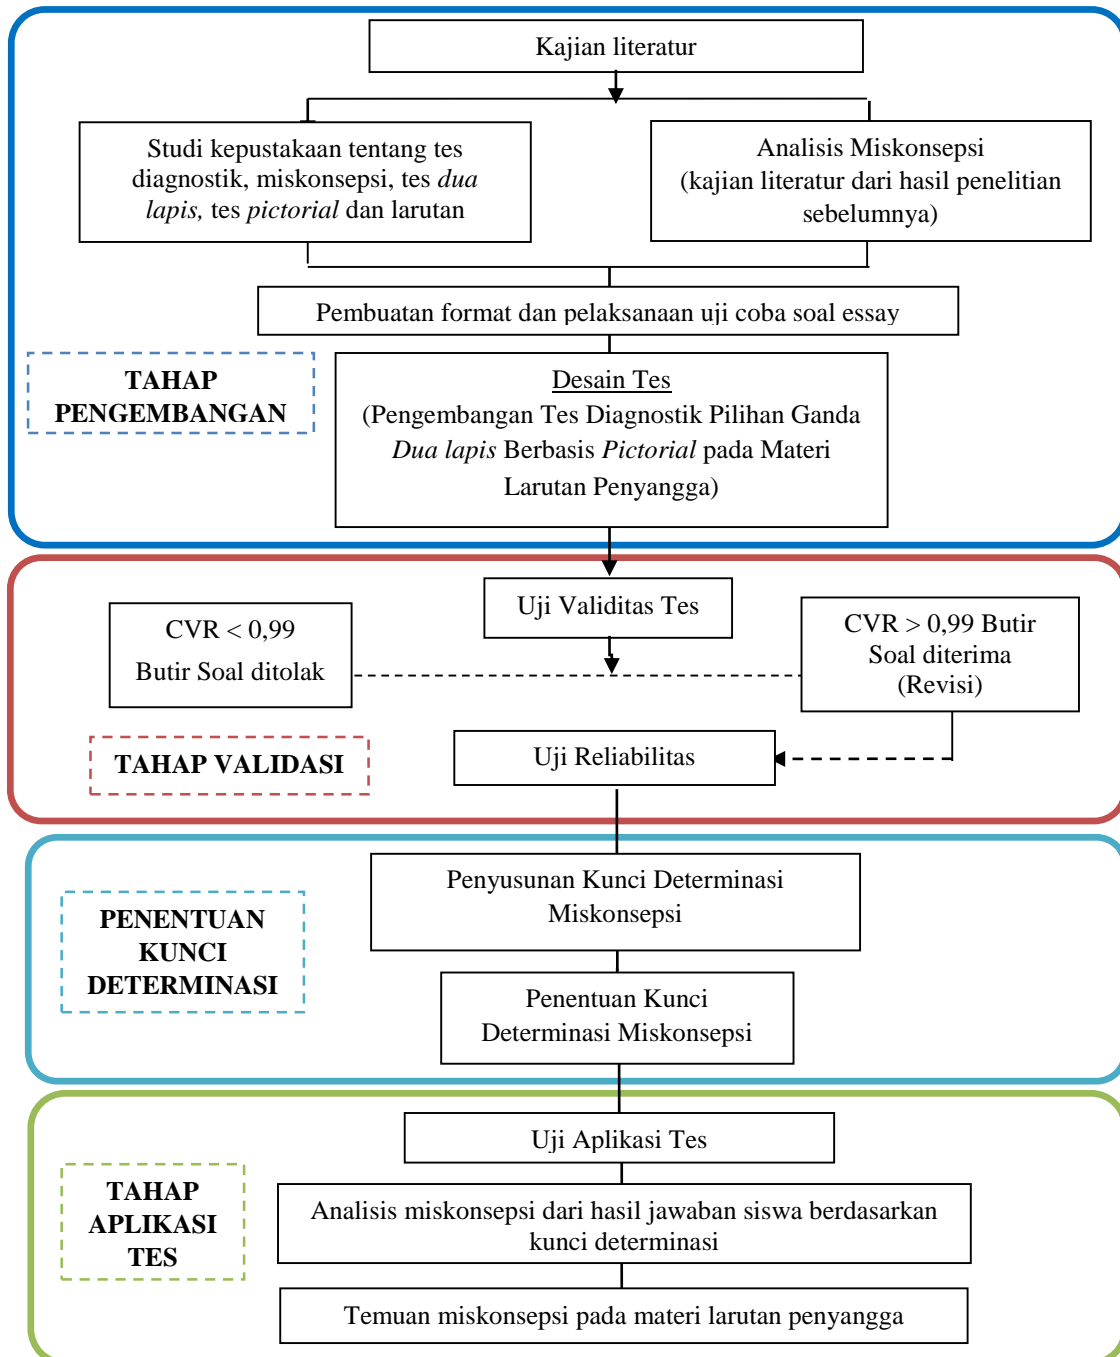 Kajian literatur
Studi kepustakaan tentang tes
diagnostik, miskonsepsi, tes dua
lapis, tes pictorial dan larutan
Analisis Miskonsepsi
(kajian literatur dari hasil penelitian
sebelumnya)
Pembuatan format dan pelaksanaan uji coba soal essay
TAHAP
PENGEMBANGAN
Desain Tes
(Pengembangan Tes Diagnostik Pilihan Ganda
Dua lapis Berbasis Pictorial pada Materi
Larutan Penyangga)
Uji Validitas Tes
CVR < 0,99
Butir Soal ditolak
CVR > 0,99 Butir
Soal diterima
(Revisi)
TAHAP VALIDASI
Uji Reliabilitas
PENENTUAN
KUNCI
DETERMINASI
Penyusunan Kunci Determinasi
Miskonsepsi
Penentuan Kunci
Determinasi Miskonsepsi
TAHAP
APLIKASI
TES
Uji Aplikasi Tes
Analisis miskonsepsi dari hasil jawaban siswa berdasarkan
kunci determinasi
Temuan miskonsepsi pada materi larutan penyangga